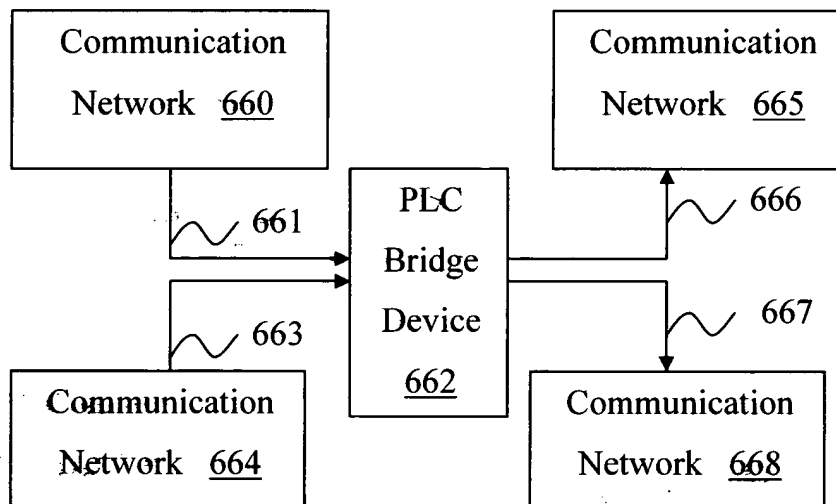 Communication
Network 660
Communication
Network 665
661
PLC
Bridge
Device
662
666
663
667
Communication
Network 664
Communication
Network 668